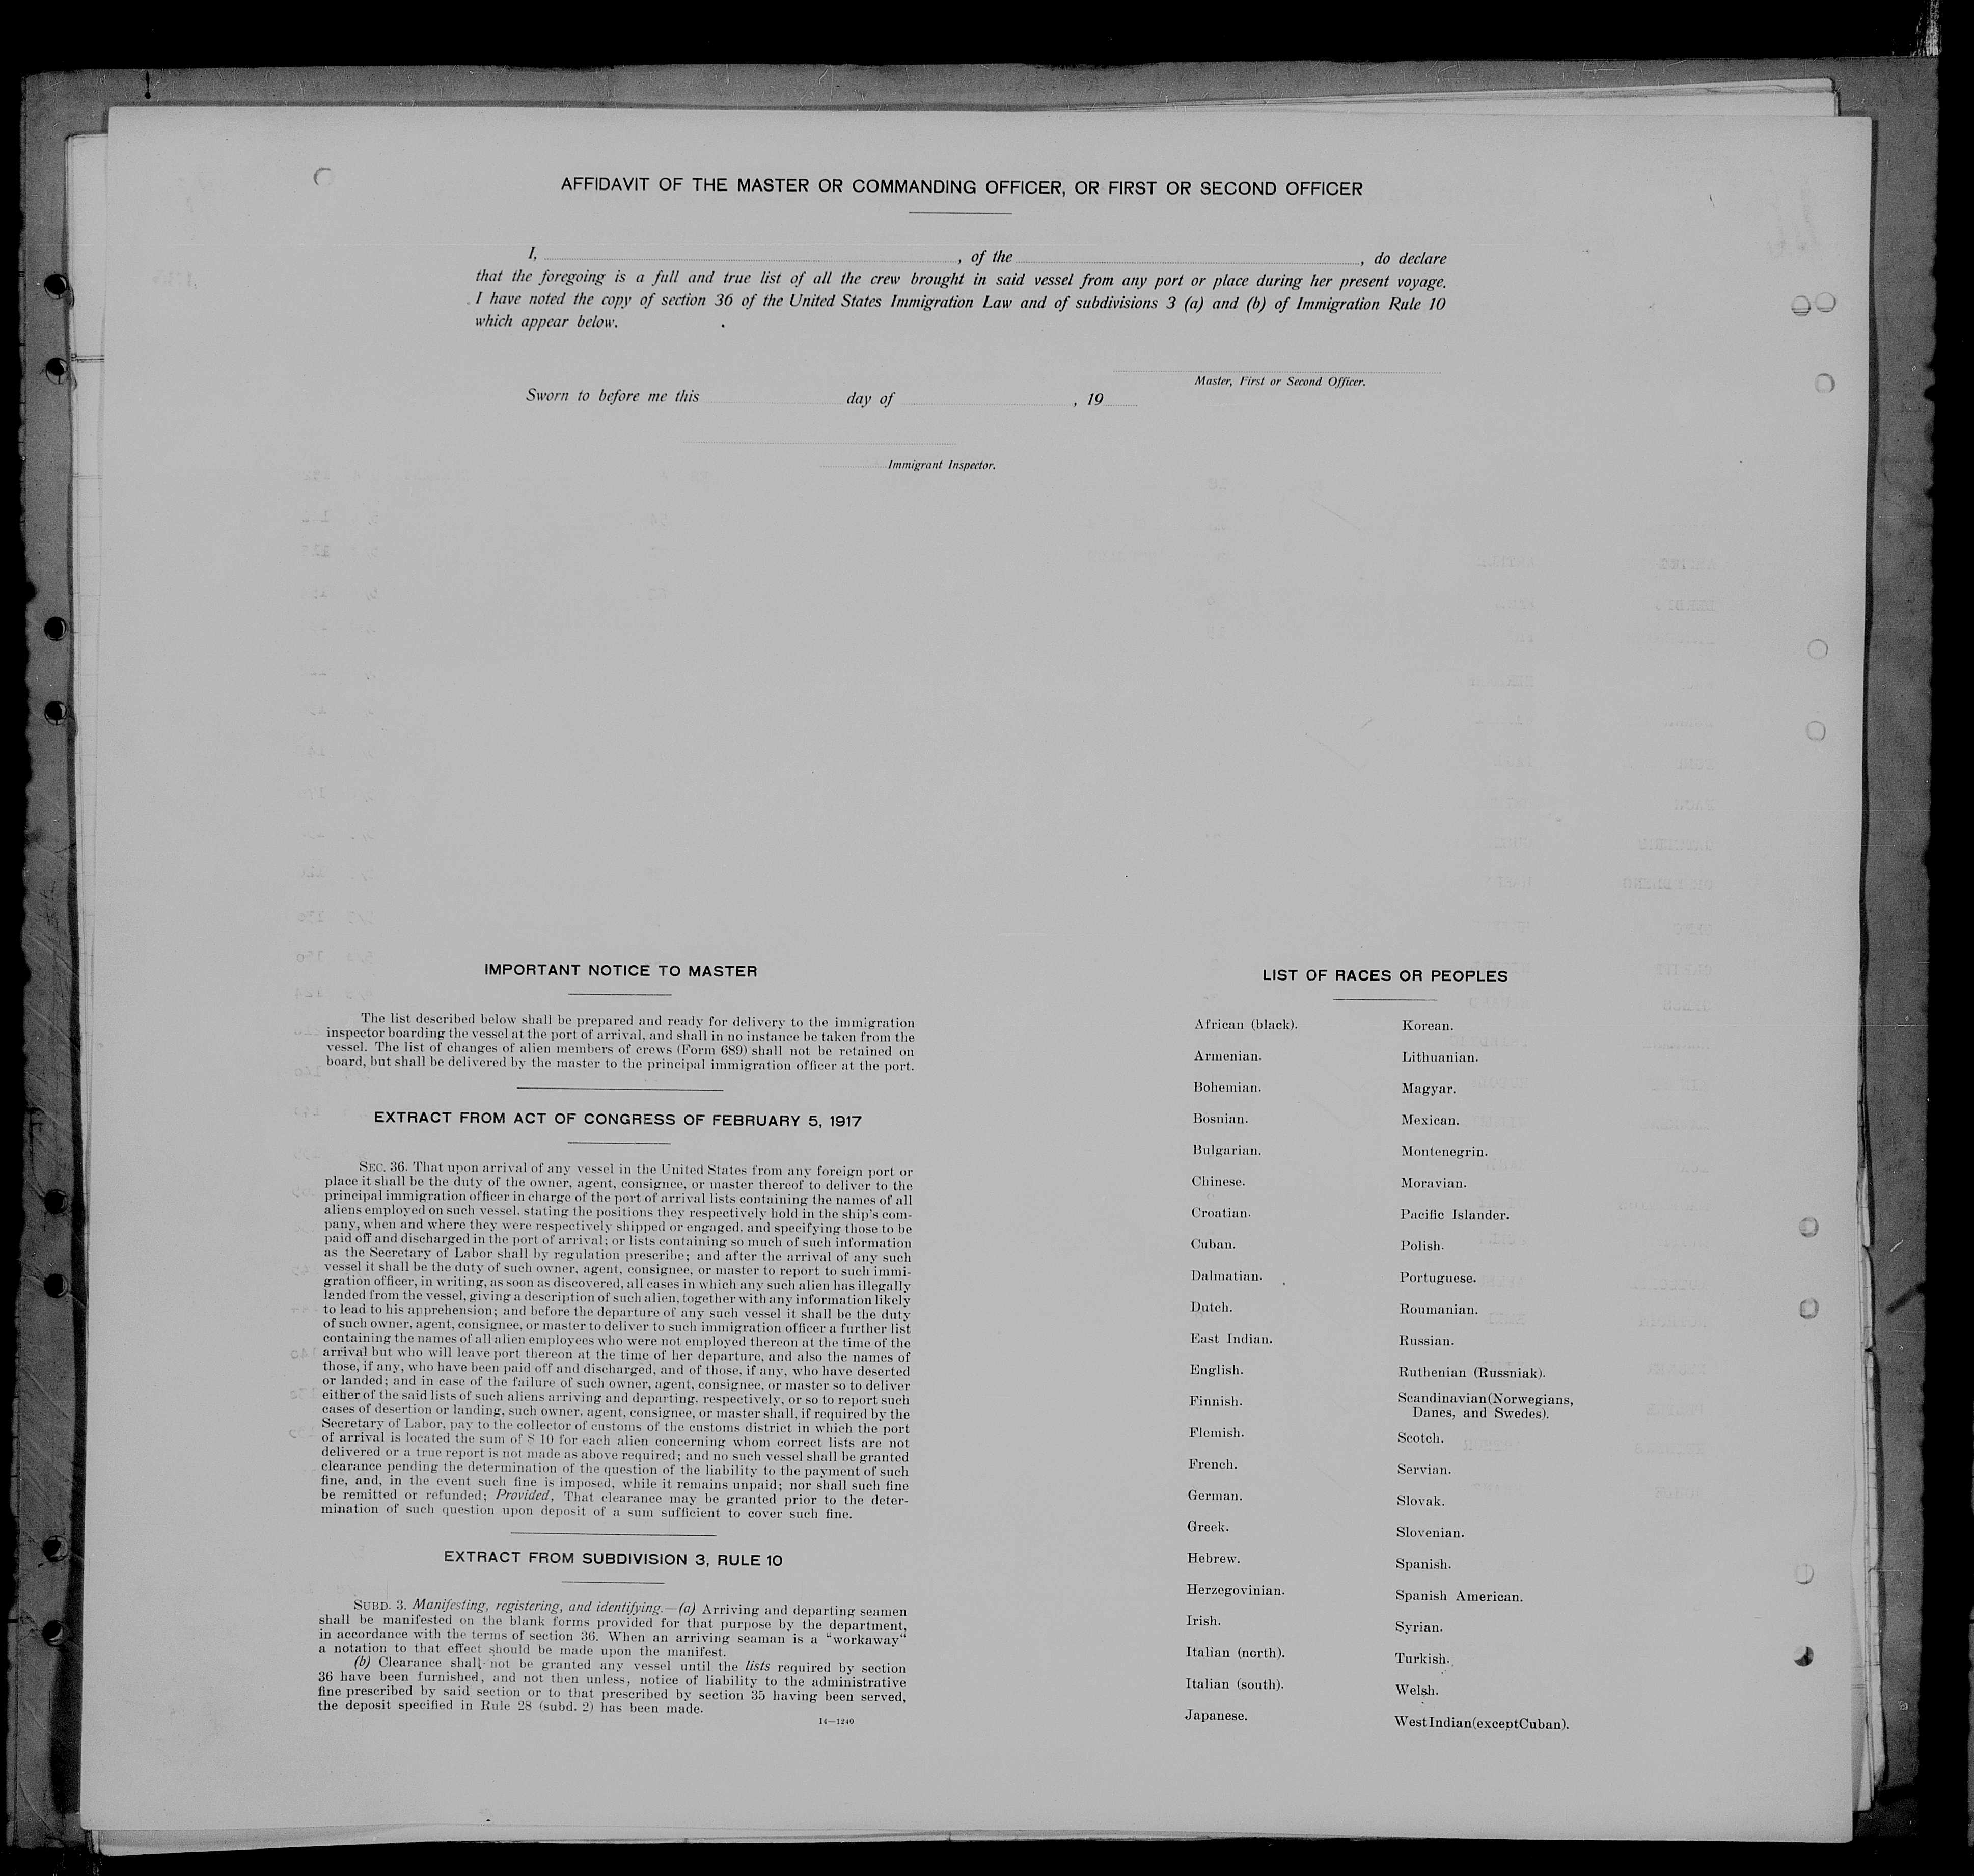 AFFIDAVIT OF THE MASTER OR COMMANDING OFFICER, OR FIRST OR SECOND OFFICER
I, , of the , do declare
that the foregoing is a full and true list of all the crew brought in said vessel from any port or place during her present voyage.
I have noted the copy of section 36 of the United States Immigration Law and of subdivisions 3 (a) and (b) of Immigration Rule 10
which appear below.
Master, First or Second Officer.
Sworn to before me this day of , 19
Immigrant Inspector.
IMPORTANT NOTICE TO MASTER
The list described below shall be prepared and ready for delivery to the immigration
inspector boarding the vessel at the port of arrival, and shall in no instance be taken from the
vessel. The list of changes of alien members of crews (Form 689) shall not be retained on
board, but shall be delivered by the master to the principal immigration officer at the port.
EXTRACT FROM ACT OF CONGRESS OF FEBRUARY 5, 1917
SEC. 36. That upon arrival of any vessel in the United States from any foreign port or
place it shall be the duty of the owner, agent, consignee, or master thereof to deliver to the
principal immigration officer in charge of the port of arrival lists containing the names of all
aliens employed on such vessel, stating the positions they respectively hold in the ship's com-
pany, when and where they were respectively shipped or engaged, and specifying those to be
paid off and discharged in the port of arrival; or lists containing so much of such information
as the Secretary of Labor shall by regulation prescribe; and after the arrival of any such
vessel it shall be the duty of such owner, agent, consignee, or master to report to such immi-
gration officer, in writing, as soon as discovered, all cases in which any such alien has illegally
landed from the vessel, giving a description of such alien, together with any information likely
to lead to his apprehension; and before the departure of any such vessel it shall be the duty
of such owner, agent, consignee, or master to deliver to such immigration officer a further list
containing the names of all alien employees who were not employed thereon at the time of the
arrival but who will leave port thereon at the time of her departure, and also the names of
those, if any, who have been paid off and discharged, and of those, if any, who have deserted
or landed; and in case of the failure of such owner, agent, consignee, or master so to deliver
either of the said lists of such aliens arriving and departing, respectively, or so to report such
cases of desertion or landing, such owner, agent, consignee, or master shall, if required by the
Secretary of Labor, pay to the collector of customs of the customs district in which the port
of arrival is located the sum of $ 10 for each alien concerning whom correct lists are not
delivered or a true report is not made as above required; and no such vessel shall be granted
clearance pending the determination of the question of the liability to the payment of such
fine, and, in the event such fine is imposed, while it remains unpaid; nor shall such fine
be remitted or refunded; Provided, That clearance may be granted prior to the deter-
mination of such question upon deposit of a sum sufficient to cover such fine.
EXTRACT FROM SUBDIVISION 3, RULE 10
SUBD. 3. Manifesting, registering, and identifying.—(a) Arriving and departing seamen
shall be manifested on the blank forms provided for that purpose by the department,
in accordance with the terms of section 36. When an arriving seaman is a "workaway"
a notation to that effect should be made upon the manifest.
(b) Clearance shall not be granted any vessel until the lists required by section
36 have been furnished, and not then unless, notice of liability to the administrative
fine prescribed by said section or to that prescribed by section 35 having been served,
the deposit specified in Rule 28 (subd. 2) has been made.
14—1240
LIST OF RACES OR PEOPLES
African (black).
Armenian.
Bohemian.
Bosnian.
Bulgarian.
Chinese.
Croatian.
Cuban.
Dalmatian.
Dutch.
East Indian.
English.
Finnish.
Flemish.
French.
German.
Greek.
Hebrew.
Herzegovinian.
Irish.
Italian (north).
Italian (south).
Japanese.
Korean.
Lithuanian.
Magyar.
Mexican.
Montenegrin.
Moravian.
Pacific Islander.
Polish.
Portuguese.
Roumanian.
Russian.
Ruthenian (Russniak).
Scandinavian(Norwegians,
Danes, and Swedes).
Scotch.
Servian.
Slovak.
Slovenian.
Spanish.
Spanish American.
Syrian.
Turkish.
Welsh.
West Indian(except Cuban).